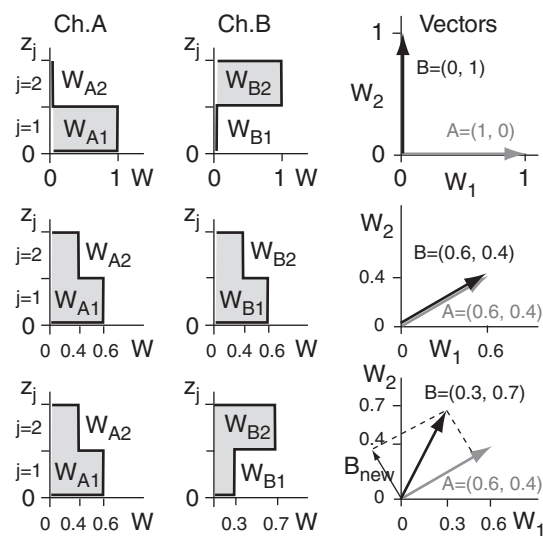 Ch.A Ch.B Vectors
z_j z_j 1 B=(0, 1)
j=2 W_A2 W_B2 W_2
j=1 W_A1 W_B1 A=(1, 0)
0 0 0
0 1 W 0 1 W 0 W_1 1
z_j z_j W_2
j=2 W_A2 W_B2 B=(0.6, 0.4)
0.4
j=1 W_A1 W_B1
0 0 0 A=(0.6, 0.4)
0 0.4 0.6 W 0 0.4 0.6 W 0 W_1 0.6
z_j z_j W_2 B=(0.3, 0.7)
0.7
j=2 W_A2 W_B2
0.4
j=1 W_A1 W_B1 B_new
0 0 0 A=(0.6, 0.4)
0 0.4 0.6 W 0.3 0.7 W 0 0.3 0.6 W_1